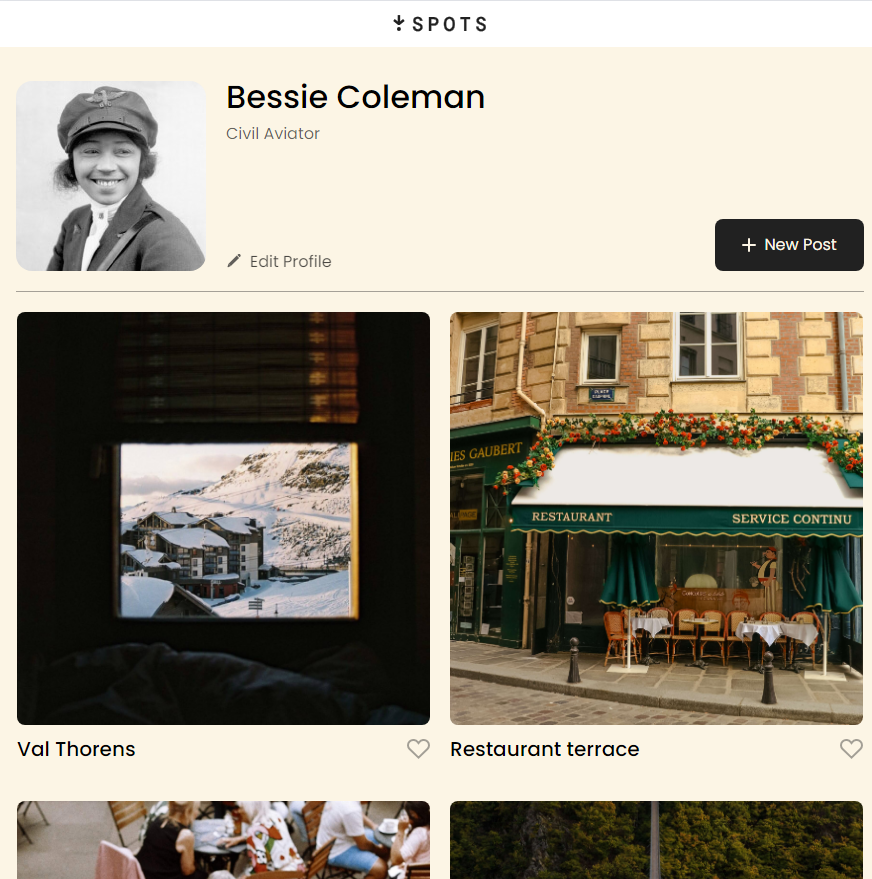 SPOTS
Bessie Coleman
Civil Aviator
Edit Profile
New Post
IES GAUBERT
RESTAURANT
SERVICE CONTINU
Val Thorens
Restaurant terrace